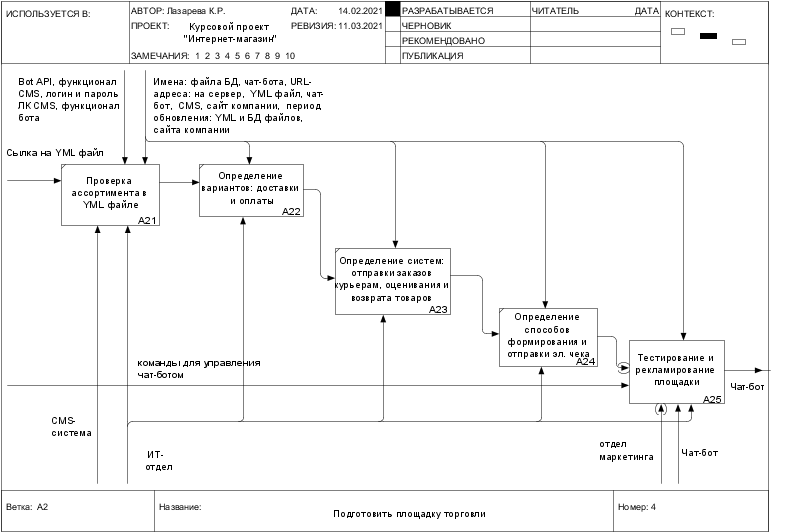 ИСПОЛЬЗУЕТСЯ В:
АВТОР: Лазарева К.Р.
ДАТА: 14.02.2021
ПРОЕКТ: Курсовой проект
"Интернет-магазин"
РЕВИЗИЯ: 11.03.2021
ЗАМЕЧАНИЯ: 1 2 3 4 5 6 7 8 9 10
РАЗРАБАТЫВАЕТСЯ
ЧЕРНОВИК
РЕКОМЕНДОВАНО
ПУБЛИКАЦИЯ
ЧИТАТЕЛЬ ДАТА
КОНТЕКСТ:
Bot API, функционал
CMS, логин и пароль
ЛК CMS, функционал
бота
Имена: файла БД, чат-бота, URL-
адреса: на сервер, YML файл, чат-
бот, CMS, сайт компании, период
обновления: YML и БД файлов,
сайта компании
Сылка на YML файл
Проверка
ассортимента в
YML файле
A21
Определение
вариантов: доставки
и оплаты
A22
Определение систем:
отправки заказов
курьерам, оценивания и
возврата товаров
A23
Определение
способов
формирования и
отправки эл. чека
A24
Тестирование и
рекламирование
площадки
A25
Чат-бот
команды для управления
чат-ботом
CMS-
система
ИТ-
отдел
отдел
маркетинга
Чат-бот
Ветка: A2
Название:
Подготовить площадку торговли
Номер: 4